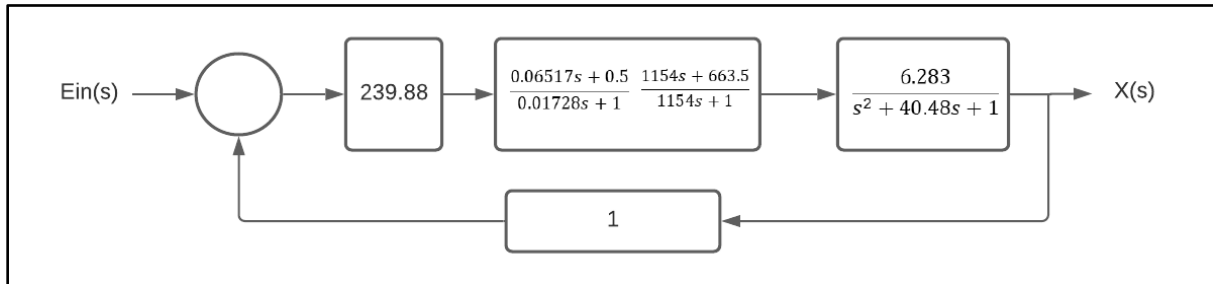 Ein(s)
239.88
0.06517s + 0.5
0.01728s + 1
1154s + 663.5
1154s + 1
6.283
s² + 40.48s + 1
X(s)
1